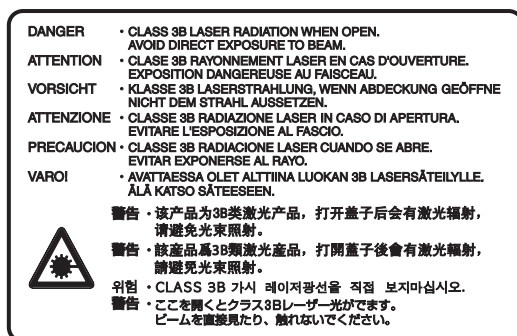 DANGER · CLASS 3B LASER RADIATION WHEN OPEN.
AVOID DIRECT EXPOSURE TO BEAM.
ATTENTION · CLASE 3B RAYONNEMENT LASER EN CAS D'OUVERTURE.
EXPOSITION DANGEREUSE AU FAISCEAU.
VORSICHT · KLASSE 3B LASERSTRAHLUNG, WENN ABDECKUNG GEÖFFNE
NICHT DEM STRAHL AUSSETZEN.
ATTENZIONE · CLASSE 3B RADIAZIONE LASER IN CASO DI APERTURA.
EVITARE L'ESPOSIZIONE AL FASCIO.
PRECAUCION · CLASSE 3B RADIACIONE LASER CUANDO SE ABRE.
EVITAR EXPONERSE AL RAYO.
VARO! · AVATTAESSA OLET ALTTIINA LUOKAN 3B LASERSÄTEILYLLE.
ÄLÄ KATSO SÄTEESEEN.
警告 · 该产品为3B类激光产品，打开盖子后会有激光辐射，
请避免光束照射。
警告 · 該産品爲3B類激光産品，打開蓋子後會有激光輻射，
請避免光束照射。
위험 · CLASS 3B 가시 레이저광선을 직접 보지마십시오.
警告 · ここを開くとクラス3Bレーザー光がでます。
ビームを直接見たり、触れないでください。